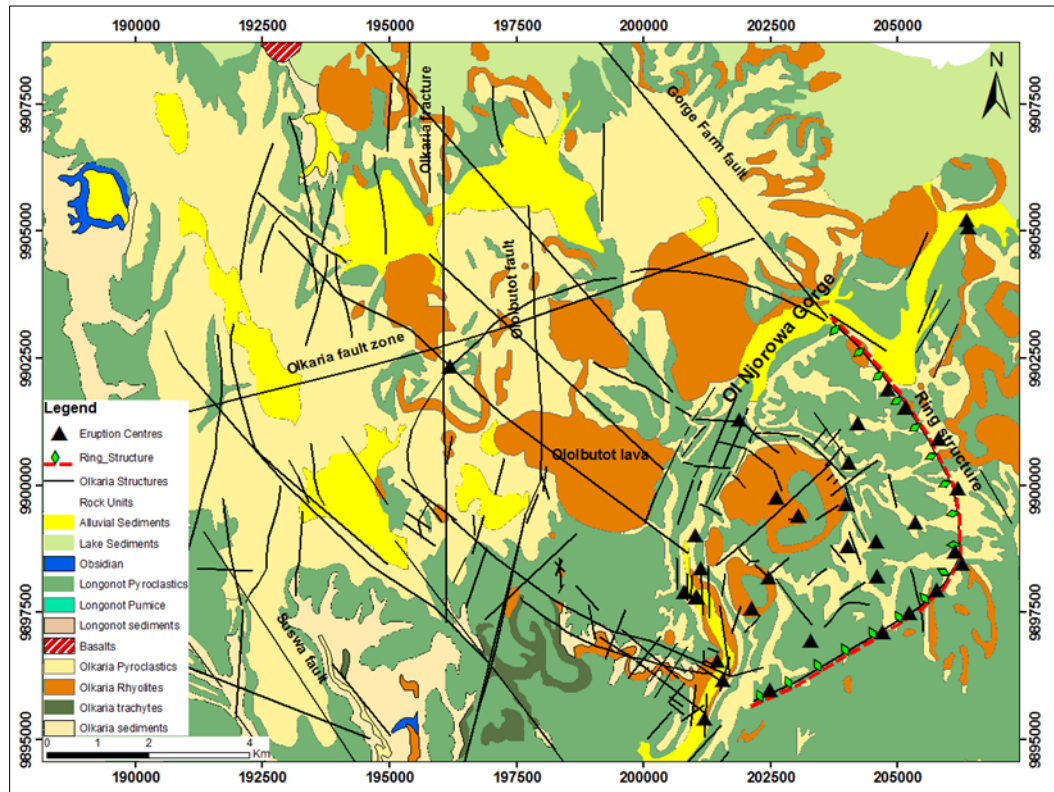 190000 192500 195000 197500 200000 202500 205000
9907500
9905000
9902500
9900000
9897500
9895000
N
Olkaria fracture
Gorge Farm fault
Ololbutot fault
Olkaria fault zone
Ol Njorowa Gorge
Ring structure
Ololbutot lava
Suswa fault
Legend
Eruption Centres
Ring_Structure
Olkaria Structures
Rock Units
Alluvial Sediments
Lake Sediments
Obsidian
Longonot Pyroclastics
Longonot Pumice
Longonot sediments
Basalts
Olkaria Pyroclastics
Olkaria Rhyolites
Olkaria trachytes
Olkaria sediments
0 1 2 4
Km
9907500
9905000
9902500
9900000
9897500
9895000
190000 192500 195000 197500 200000 202500 205000